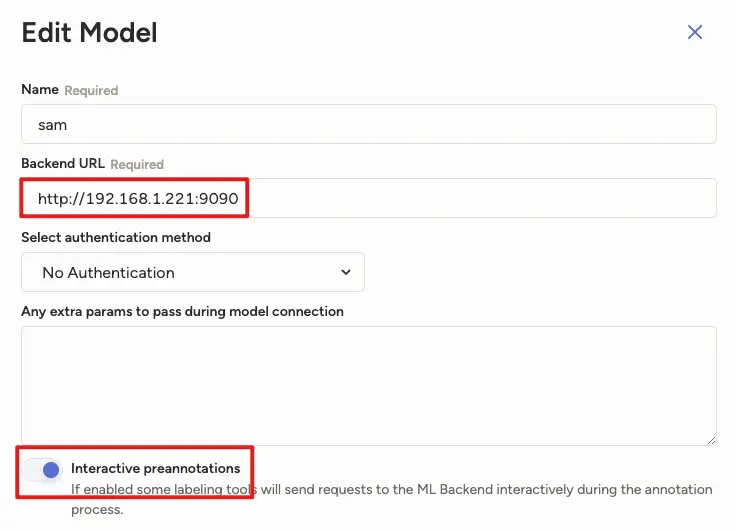 Edit Model
Name Required
sam
Backend URL Required
http://192.168.1.221:9090
Select authentication method
No Authentication
Any extra params to pass during model connection
Interactive preannotations
If enabled some labeling tools will send requests to the ML Backend interactively during the annotation
process.